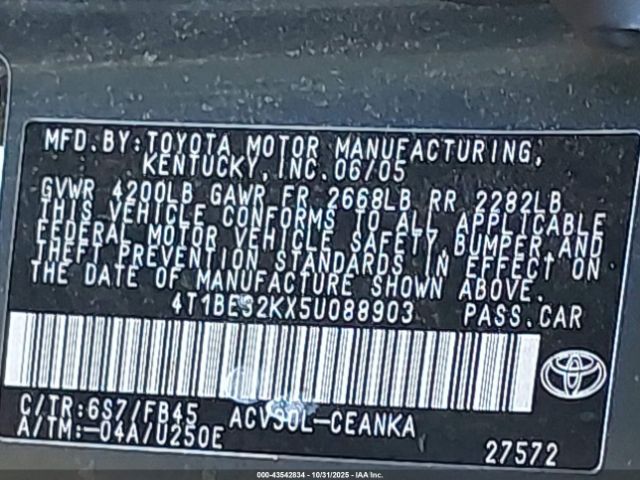 MFD. BY: TOYOTA MOTOR MANUFACTURING,
KENTUCKY, INC. 06/05
GVWR 4200LB GAWR FR 2668LB RR 2282LB
THIS VEHICLE CONFORMS TO ALL APPLICABLE
FEDERAL MOTOR VEHICLE SAFETY, BUMPER, AND
THEFT PREVENTION STANDARDS IN EFFECT ON
THE DATE OF MANUFACTURE SHOWN ABOVE.
4T1BE32KX5U088903 PASS. CAR
C/TR: 6S7/FB45 ACV30L-CEANKA
A/TM: -04A/U250E
27572
000-43542834 - 10/31/2025 - IAA Inc.